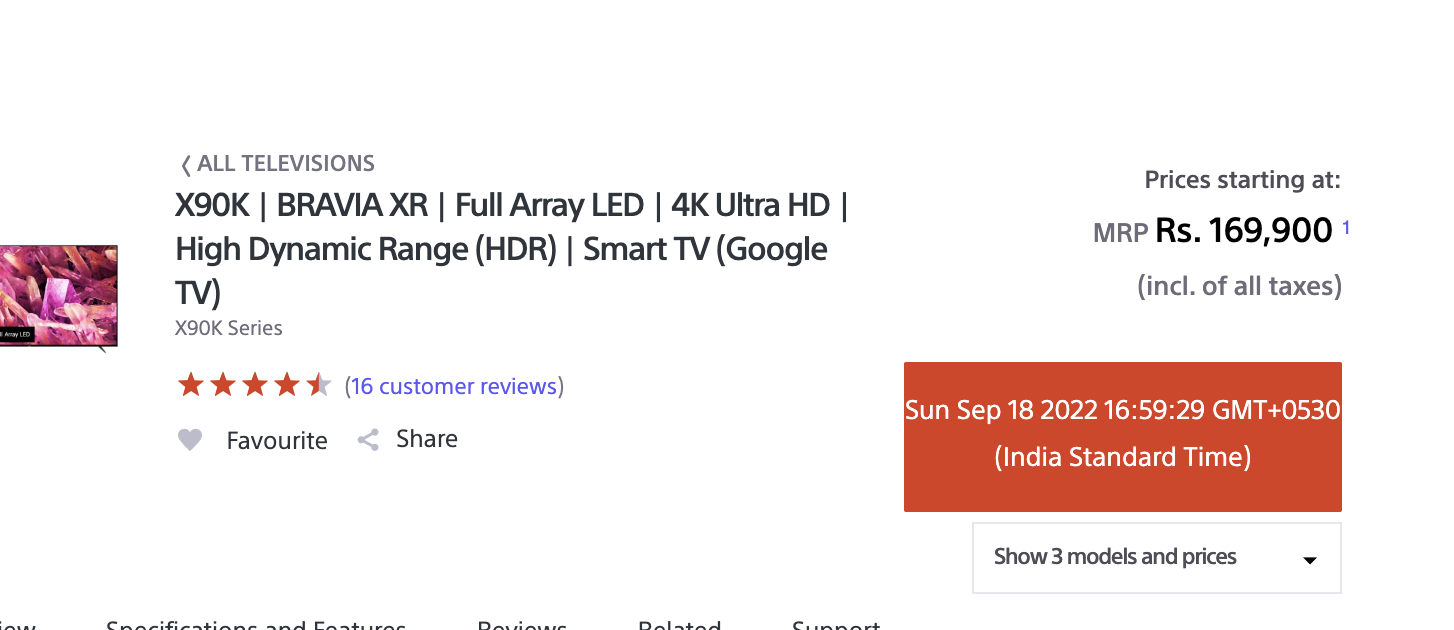 ALL TELEVISIONS
X90K | BRAVIA XR | Full Array LED | 4K Ultra HD |
High Dynamic Range (HDR) | Smart TV (Google
TV)
X90K Series
(16 customer reviews)
Favourite
Share
Array LED
Prices starting at:
MRP Rs. 169,900 1
(incl. of all taxes)
Sun Sep 18 2022 16:59:29 GMT+0530
(India Standard Time)
Show 3 models and prices
Specifications and Features
Reviews
Related
Support